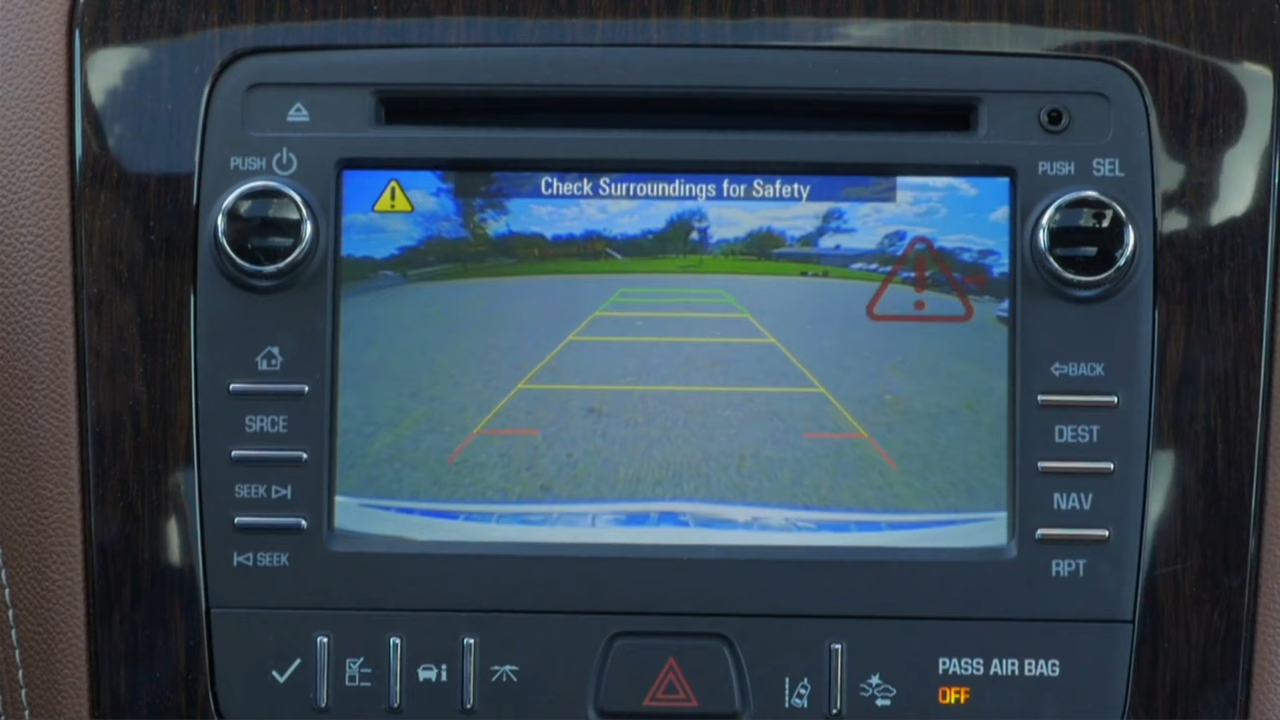 PUSH
PUSH SEL
Check Surroundings for Safety
BACK
SRCE
DEST
SEEK
NAV
SEEK
RPT
PASS AIR BAG
OFF